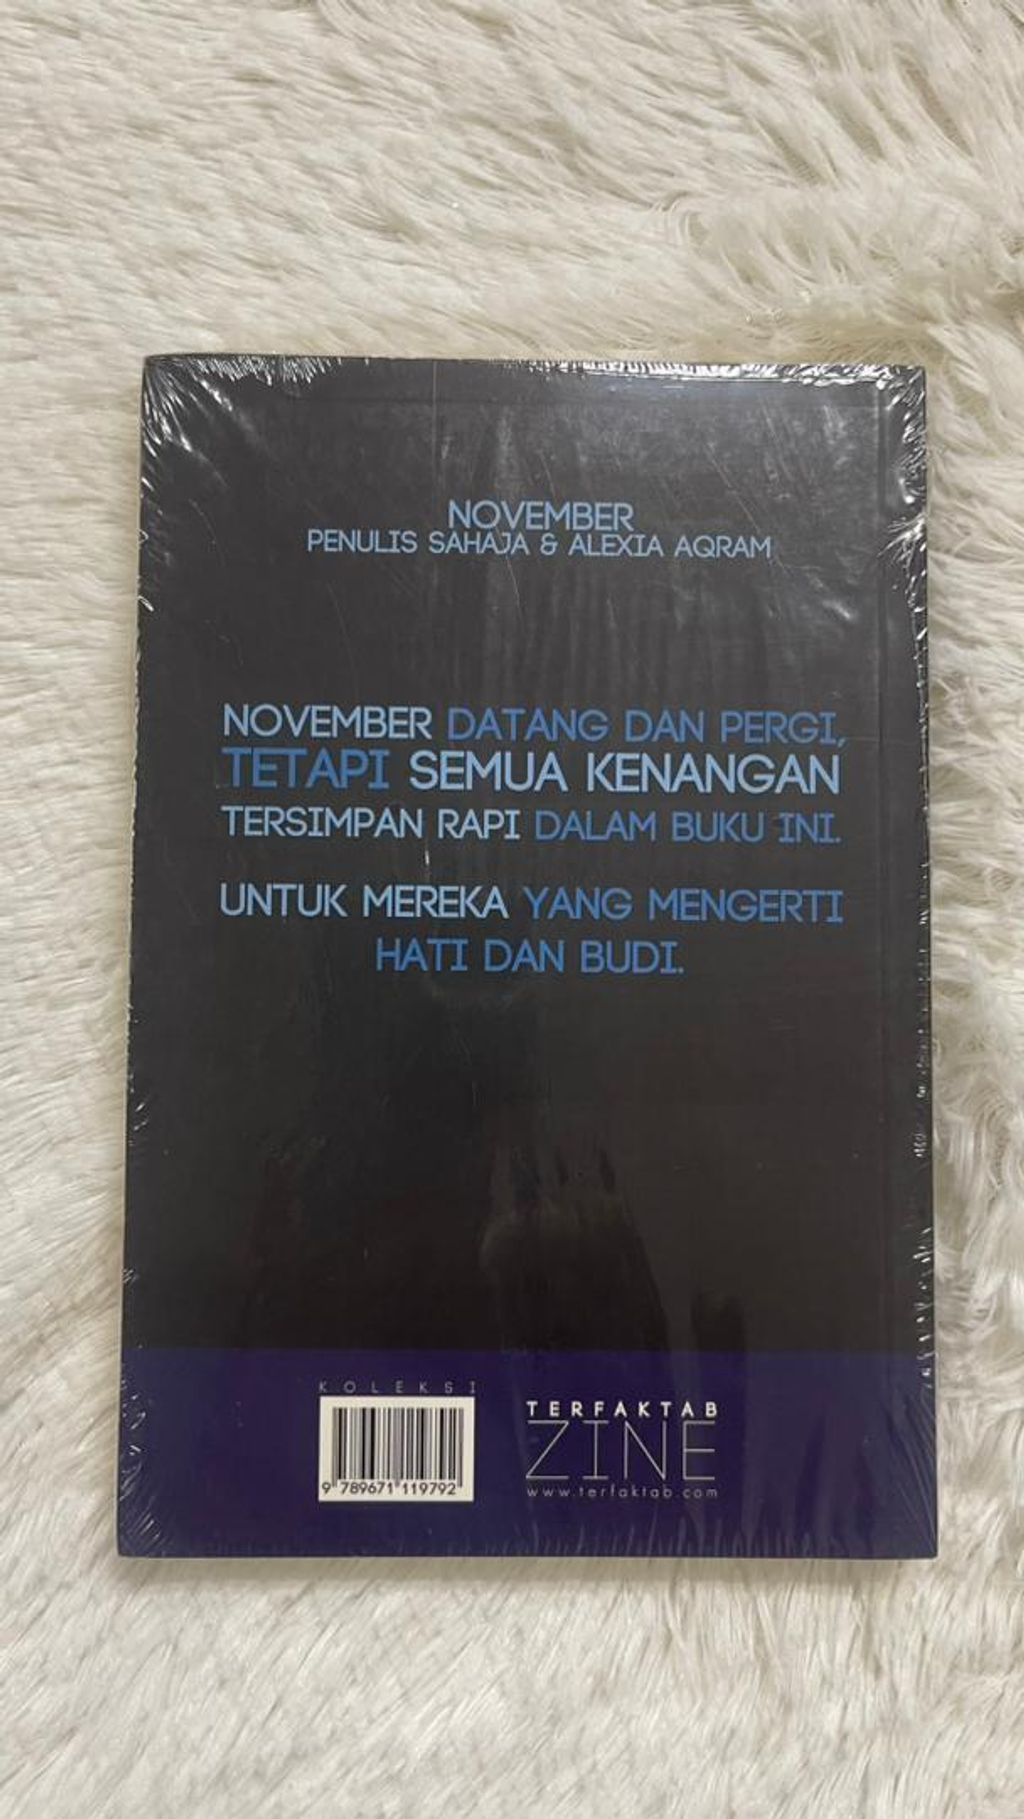 NOVEMBER
PENULIS SAHAJA & ALEXIA AQRAM
NOVEMBER DATANG DAN PERGI,
TETAPI SEMUA KENANGAN
TERSIMPAN RAPI DALAM BUKU INI.
UNTUK MEREKA YANG MENGERTI
HATI DAN BUDI.
KOLEKSI
9 789671 119792
TERFAKTAB
ZINE
www.terfaktab.com